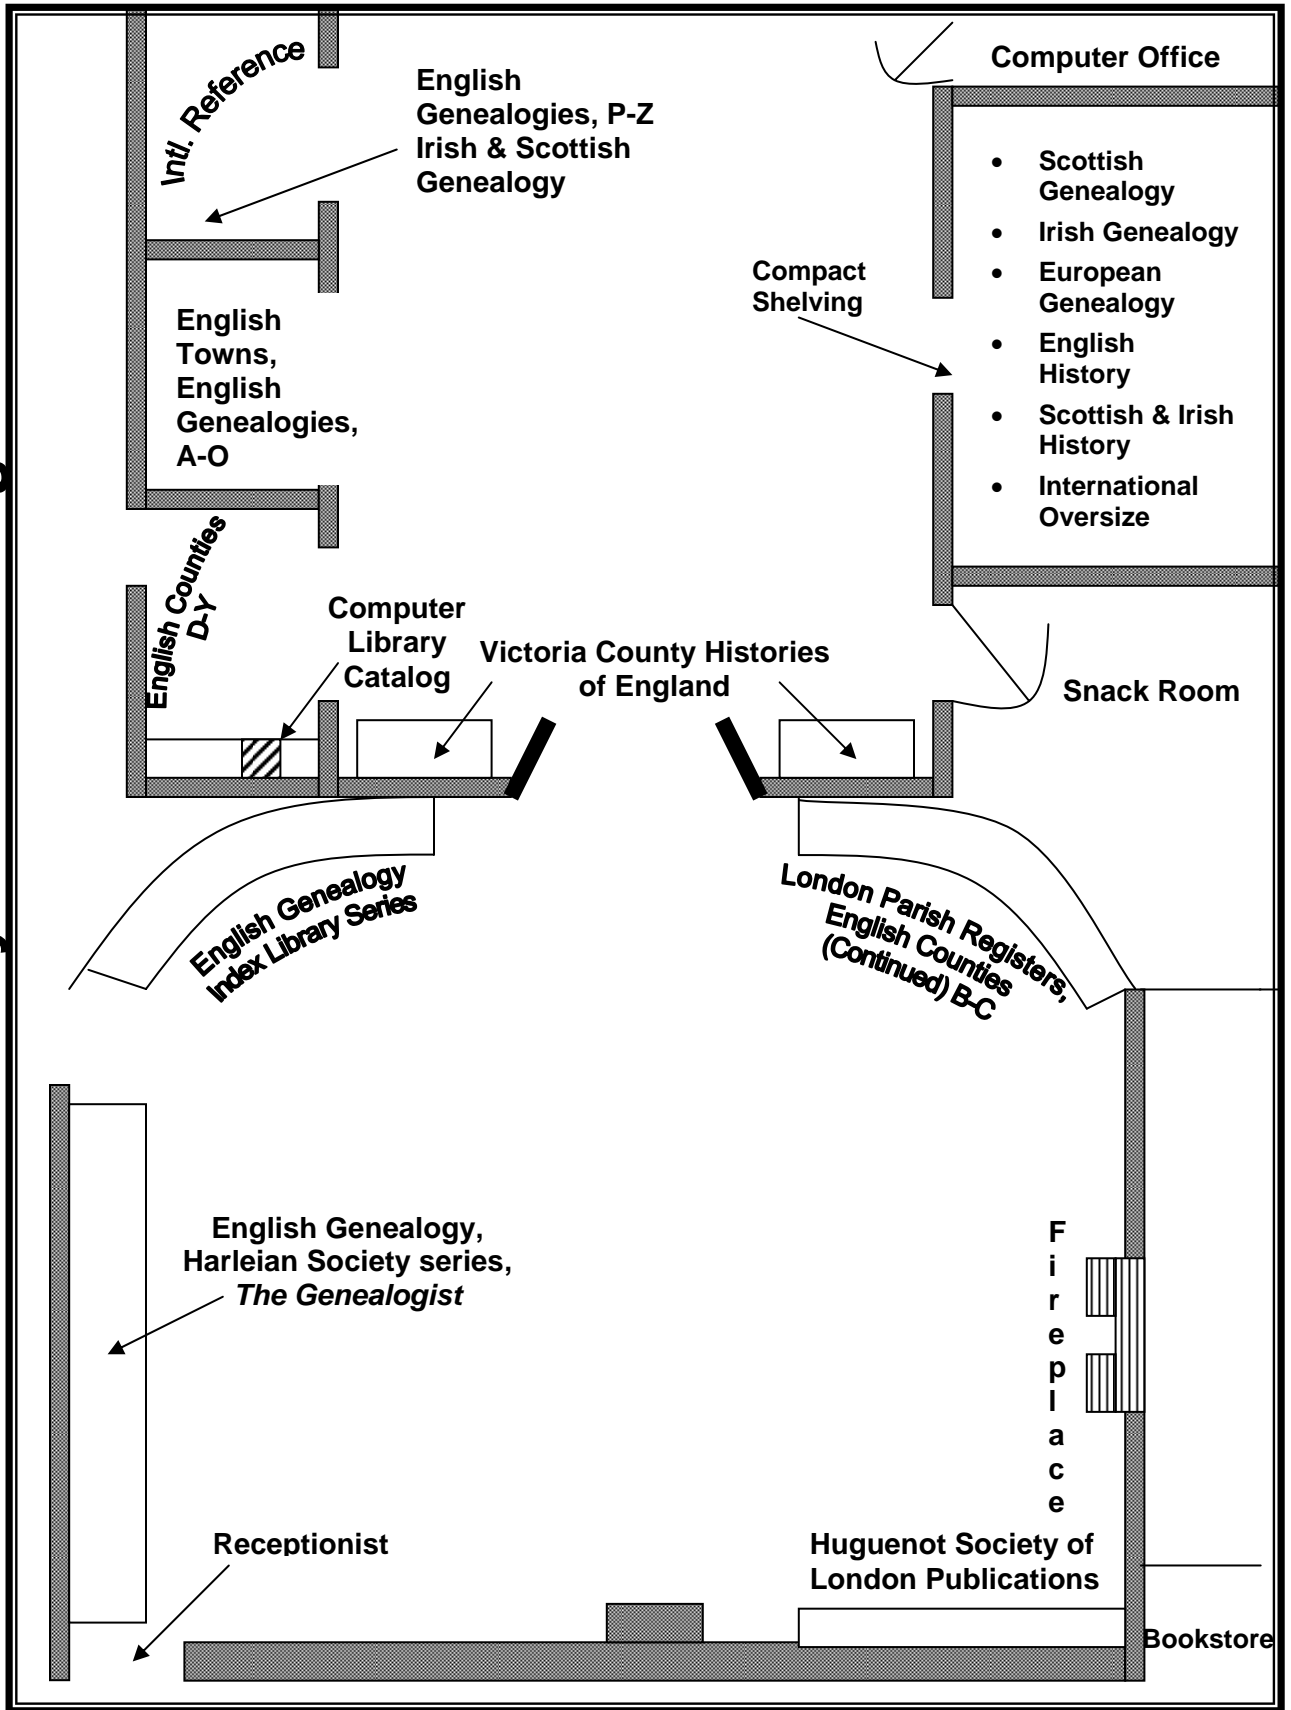 Computer Office
Intl. Reference
English
Genealogies, P-Z
Irish & Scottish
Genealogy
• Scottish
Genealogy
• Irish Genealogy
• European
Genealogy
• English
History
• Scottish & Irish
History
• International
Oversize
Compact
Shelving
English
Towns,
English
Genealogies,
A-O
English Counties
D-Y
Computer
Library
Catalog
Victoria County Histories
of England
Snack Room
English Genealogy
Index Library Series
London Parish Registers,
English Counties
(Continued) B-C
English Genealogy,
Harleian Society series,
The Genealogist
F
i
r
e
p
l
a
c
e
Receptionist
Huguenot Society of
London Publications
Bookstore